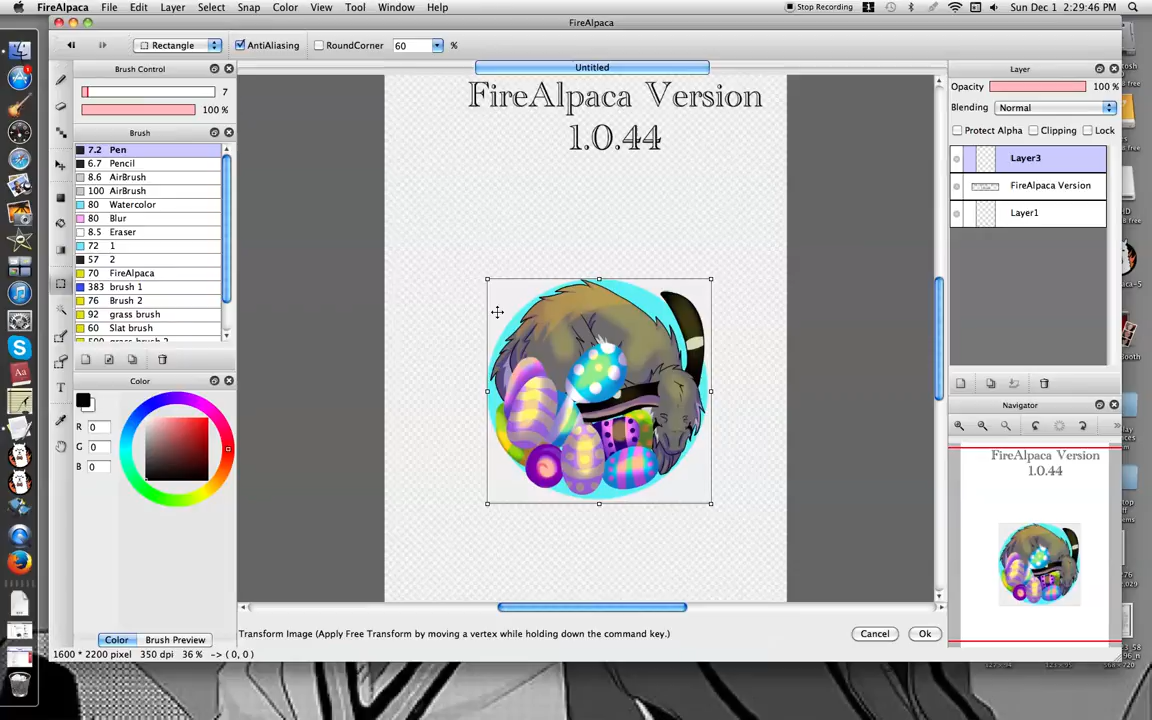 FireAlpaca File Edit Layer Select Snap Color View Tool Window Help
Stop Recording
Sun Dec 1 2:29:46 PM
FireAlpaca
Rectangle AntiAliasing RoundCorner 60 %
Brush Control
7
100 %
Brush
7.2 Pen
6.7 Pencil
8.6 AirBrush
100 AirBrush
80 Watercolor
80 Blur
8.5 Eraser
72 1
57 2
70 FireAlpaca
383 brush 1
76 Brush 2
92 grass brush
60 Slat brush
Color
R 0
G 0
B 0
Color Brush Preview
1600 * 2200 pixel 350 dpi 36 % -> ( 0, 0 )
Untitled
FireAlpaca Version
1.0.44
Transform Image (Apply Free Transform by moving a vertex while holding down the command key.)
Cancel Ok
Layer
Opacity 100 %
Blending Normal
Protect Alpha Clipping Lock
Layer3
FireAlpaca Version
Layer1
Navigator
FireAlpaca Version
1.0.44